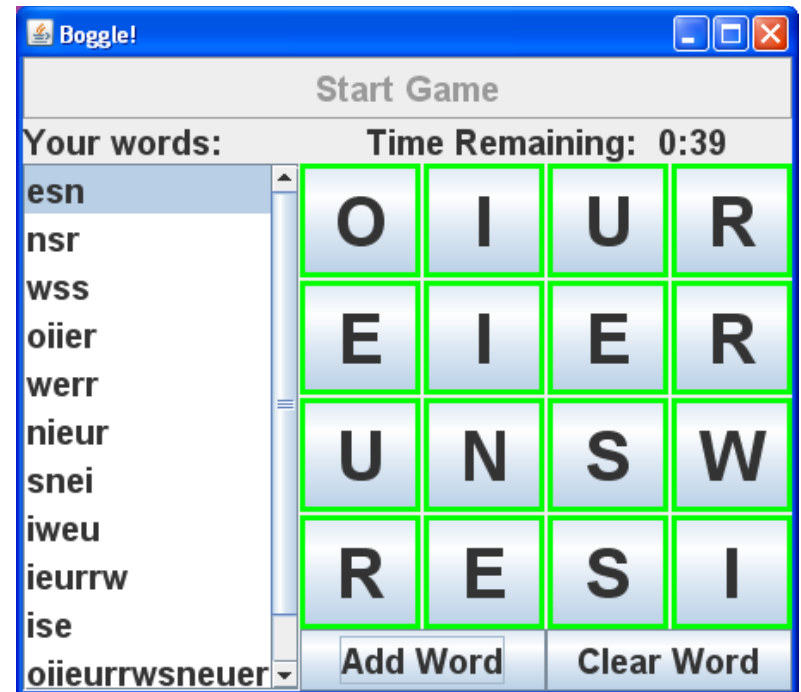 Boggle!
Start Game
Your words: Time Remaining: 0:39
esn
nsr
wss
oiier
werr
nieur
snei
iweu
ieurrw
ise
oiieurrwsneuer
O I U R
E I E R
U N S W
R E S I
Add Word Clear Word